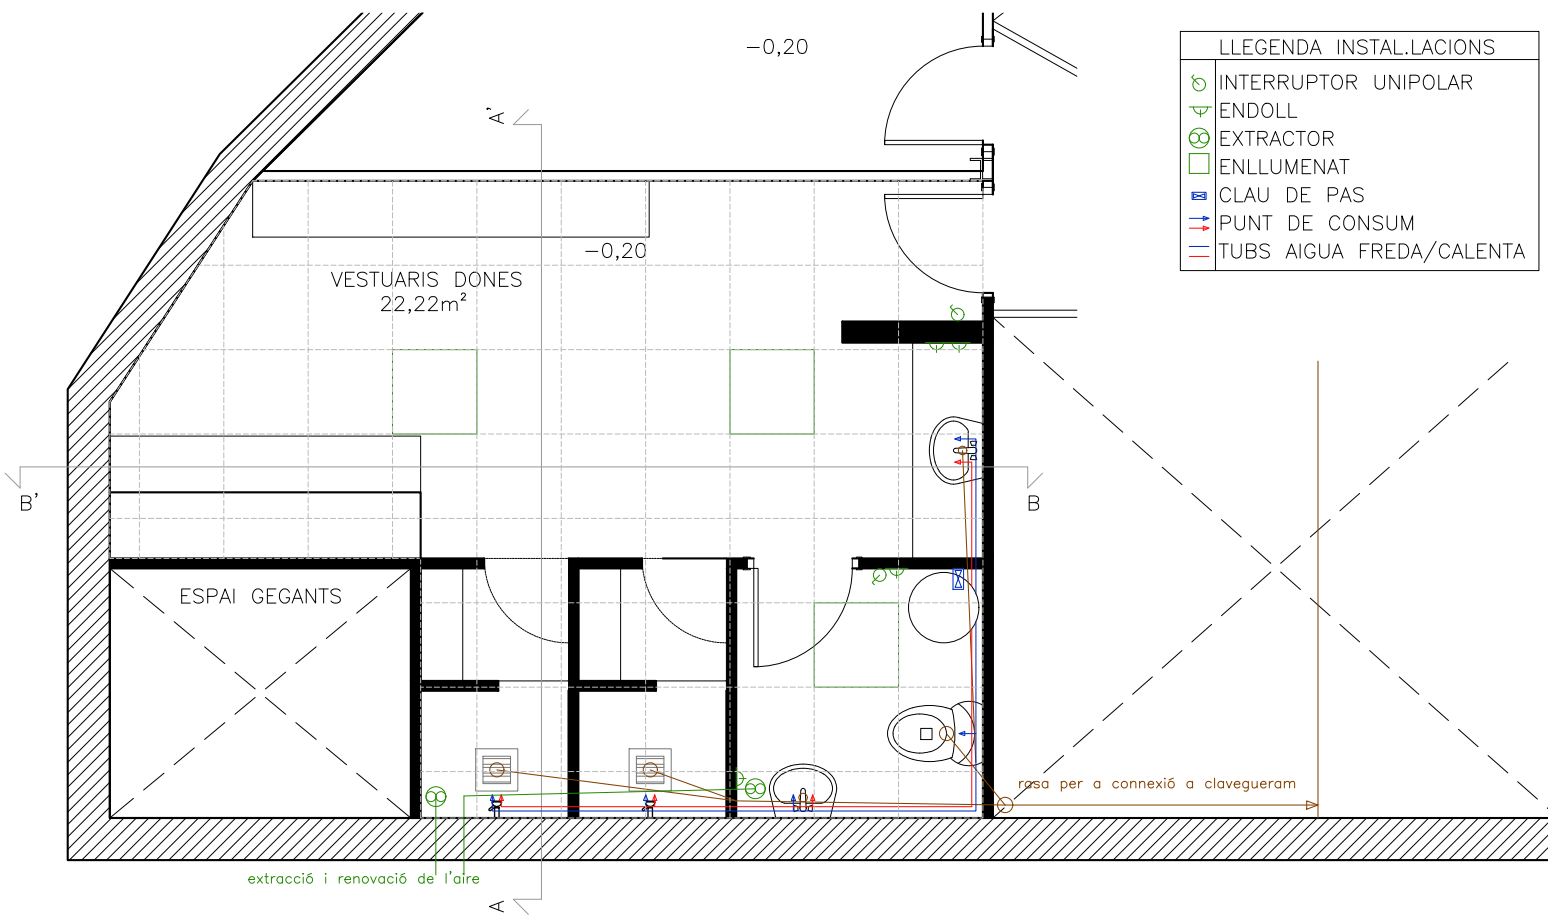 -0,20
LLEGENDA INSTAL.LACIONS
INTERRUPTOR UNIPOLAR
ENDOLL
EXTRACTOR
ENLLUMENAT
CLAU DE PAS
PUNT DE CONSUM
TUBS AIGUA FREDA/CALENTA
A'
-0,20
VESTUARIS DONES
22,22m²
B'
B
ESPAI GEGANTS
rasa per a connexió a clavegueram
extracció i renovació de l'aire
A